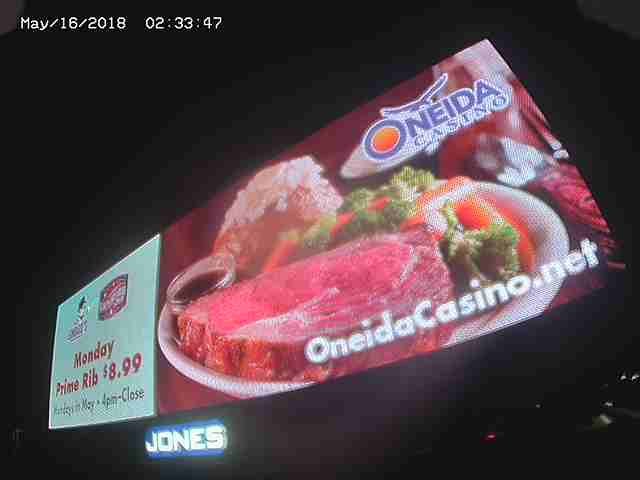 May/16/2018 02:33:47
ONEIDA
CASINO
OneidaCasino.net
Monday
Prime Rib $8.99
Mondays in May • 4pm-Close
JONES